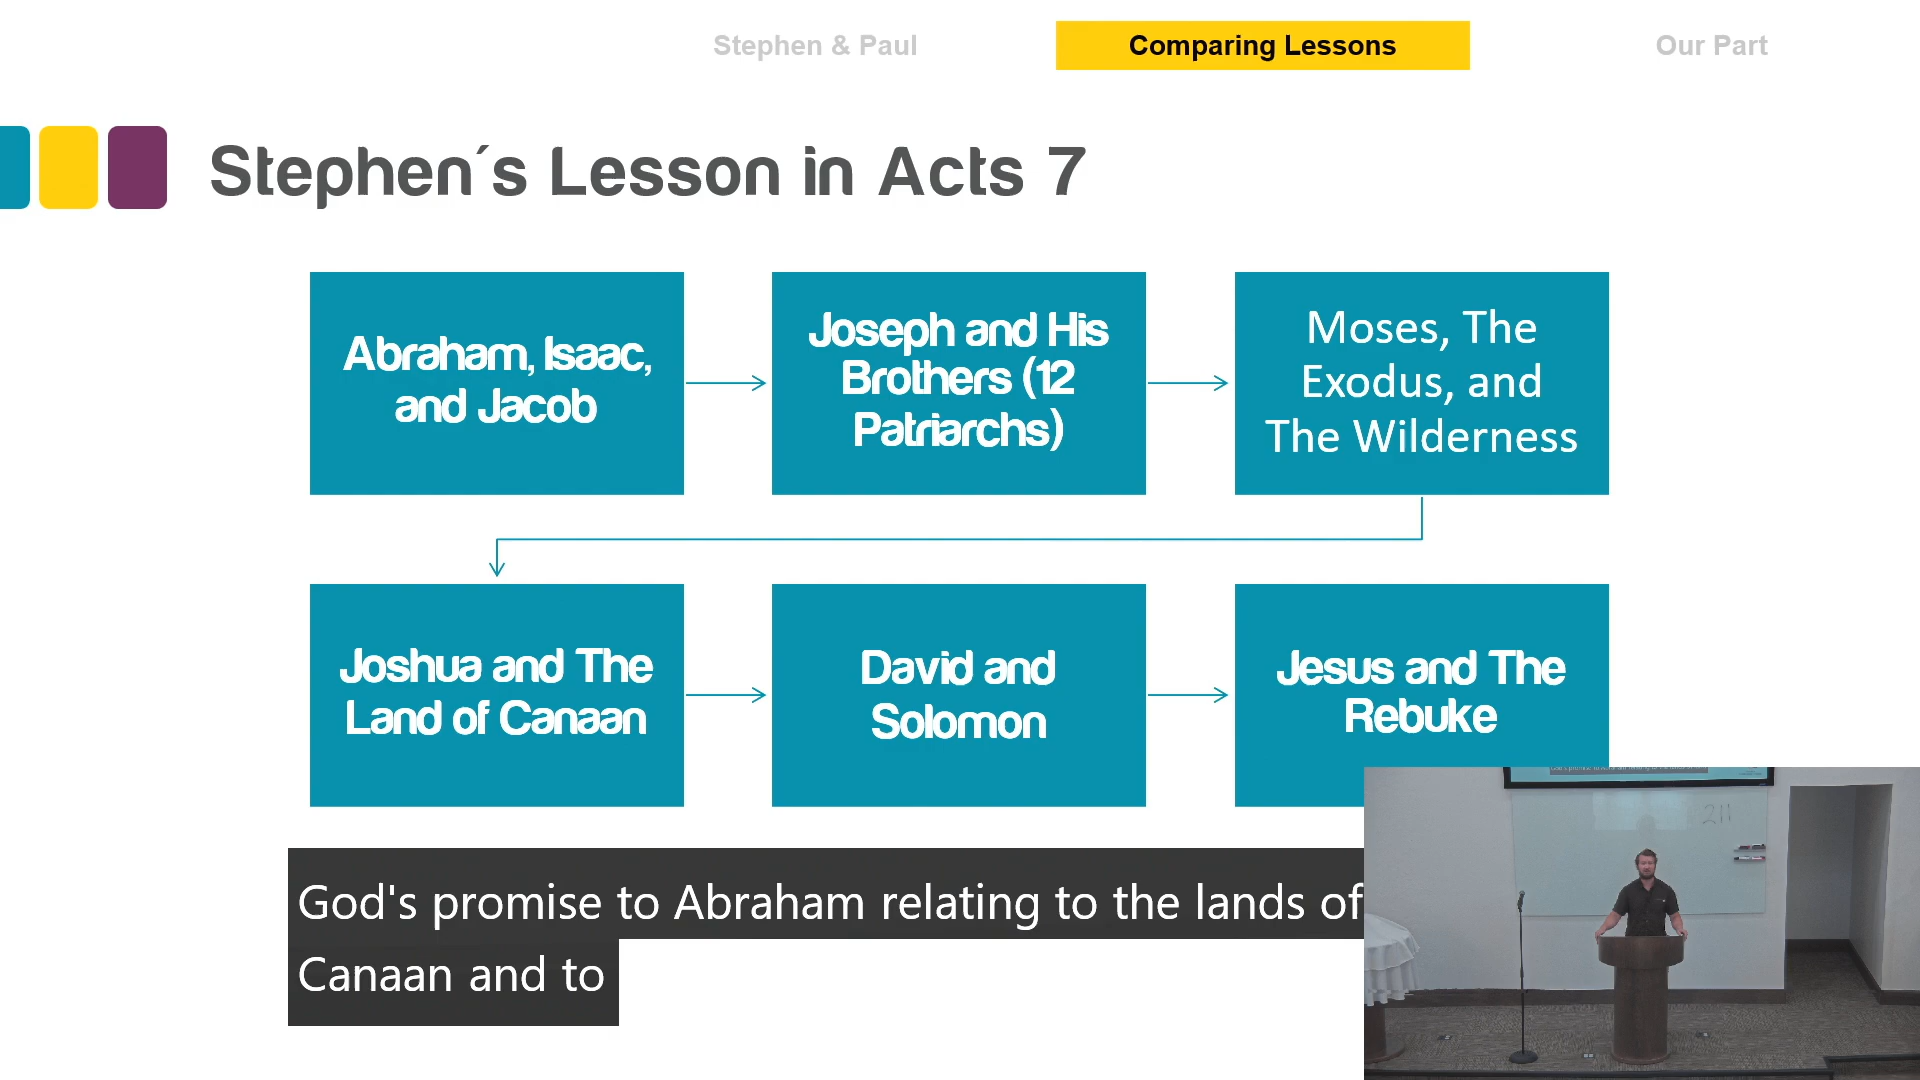 Stephen & Paul
Comparing Lessons
Our Part
Stephen´s Lesson in Acts 7
Abraham, Isaac,
and Jacob
Joseph and His
Brothers (12
Patriarchs)
Moses, The
Exodus, and
The Wilderness
Joshua and The
Land of Canaan
David and
Solomon
Jesus and The
Rebuke
God's promise to Abraham relating to the lands of
Canaan and to
211